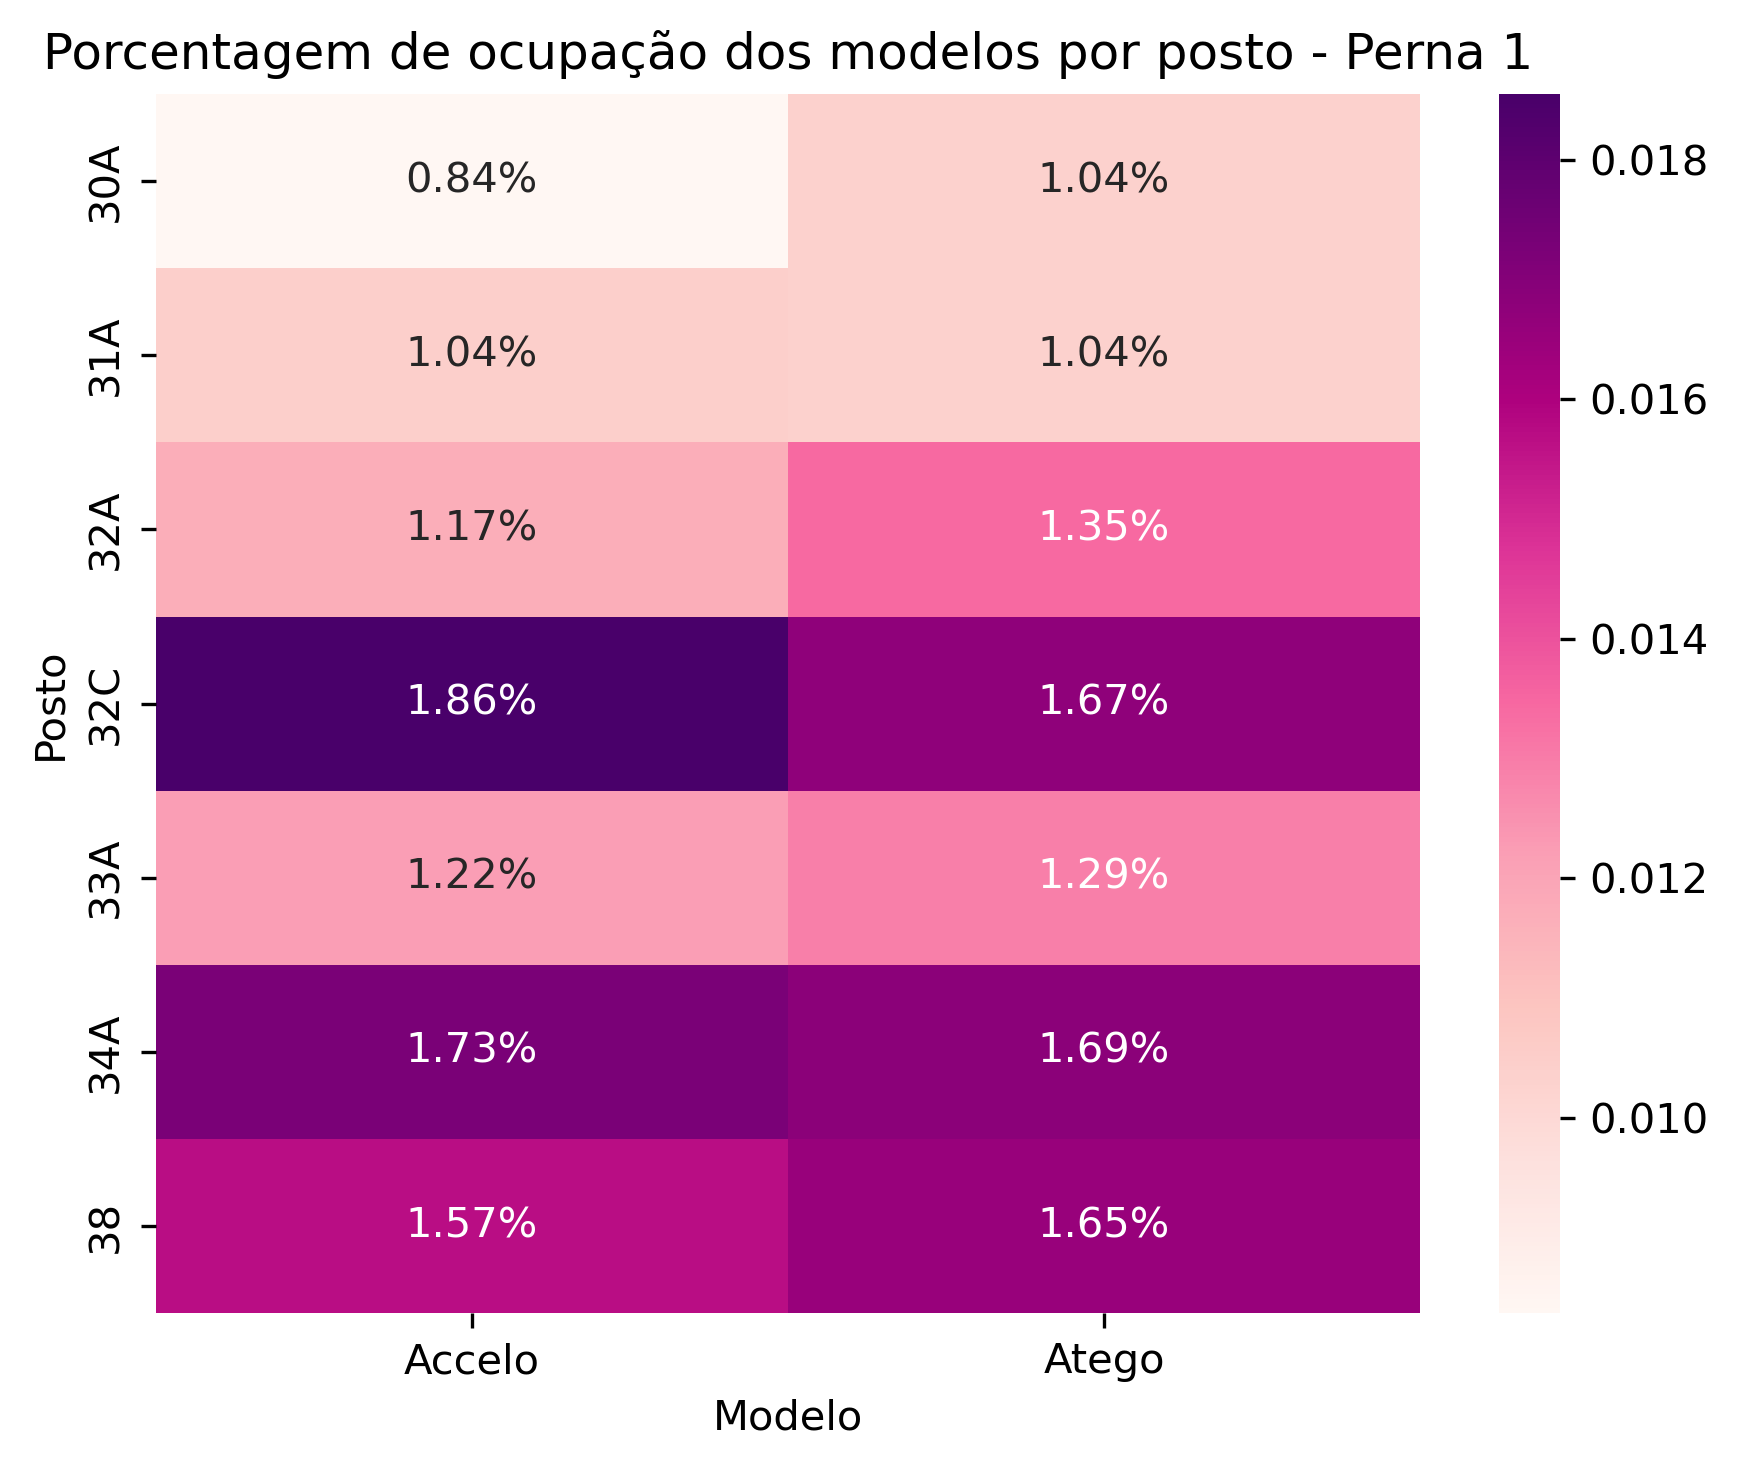 Porcentagem de ocupação dos modelos por posto - Perna 1
30A 0.84% 1.04%
31A 1.04% 1.04%
32A 1.17% 1.35%
32C 1.86% 1.67%
33A 1.22% 1.29%
34A 1.73% 1.69%
38 1.57% 1.65%
Posto
Accelo Atego
Modelo
0.018
0.016
0.014
0.012
0.010